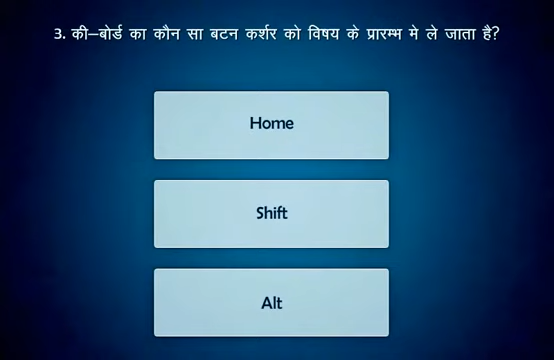 3. की–बोर्ड का कौन सा बटन कर्शर को विषय के प्रारम्भ मे ले जाता है?
Home
Shift
Alt